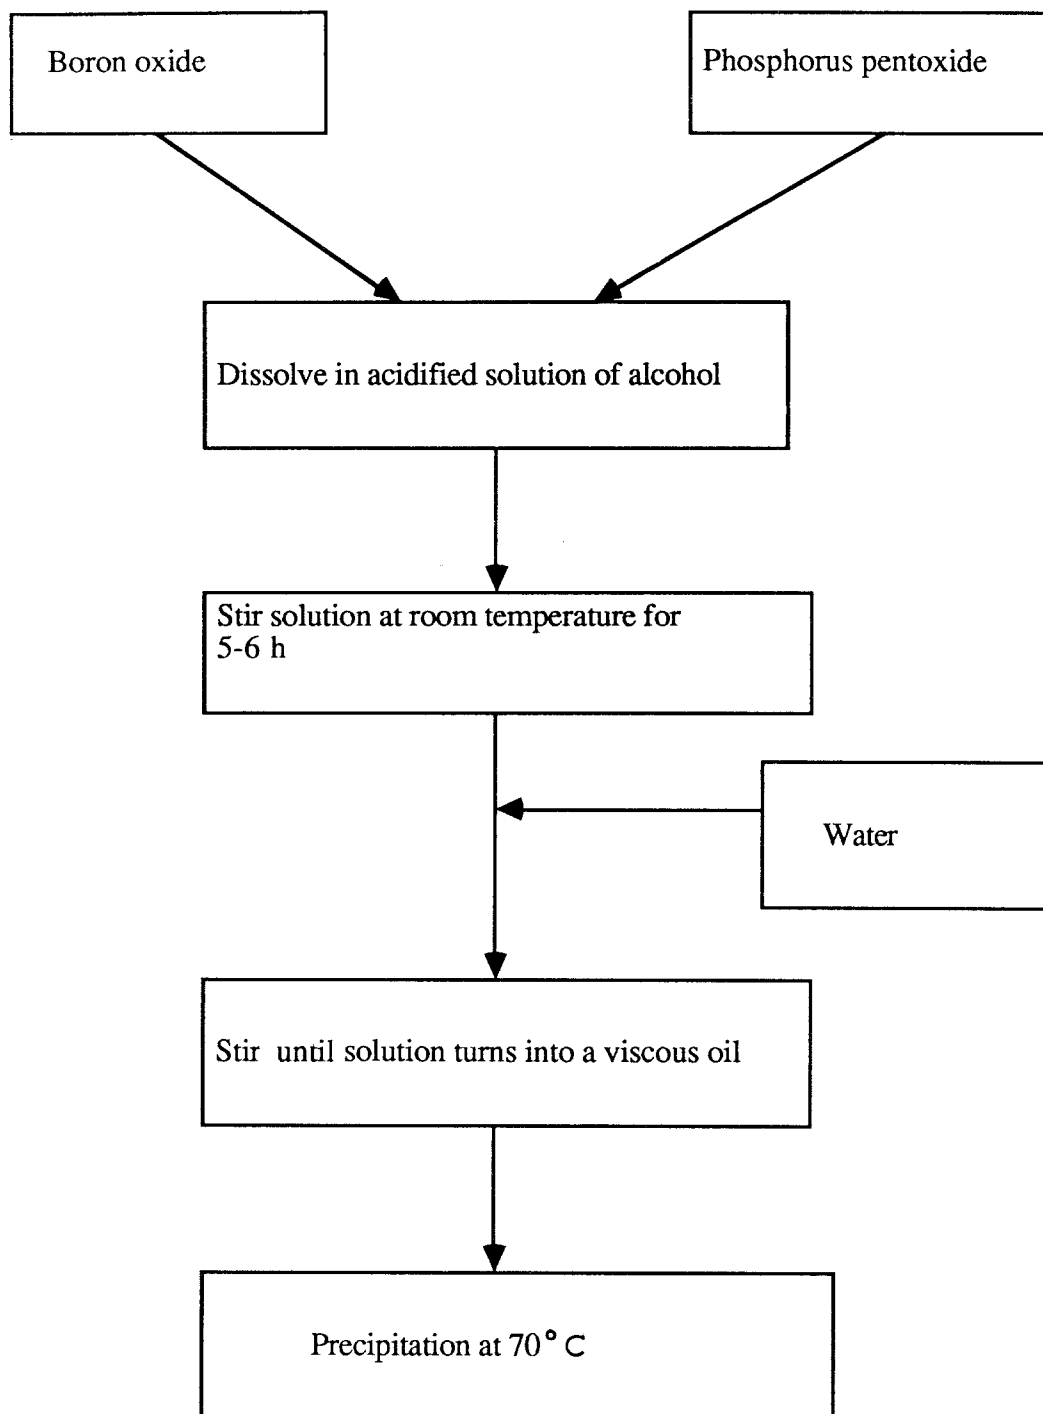 Boron oxide
Phosphorus pentoxide
Dissolve in acidified solution of alcohol
Stir solution at room temperature for
5-6 h
Water
Stir  until solution turns into a viscous oil
Precipitation at 70° C